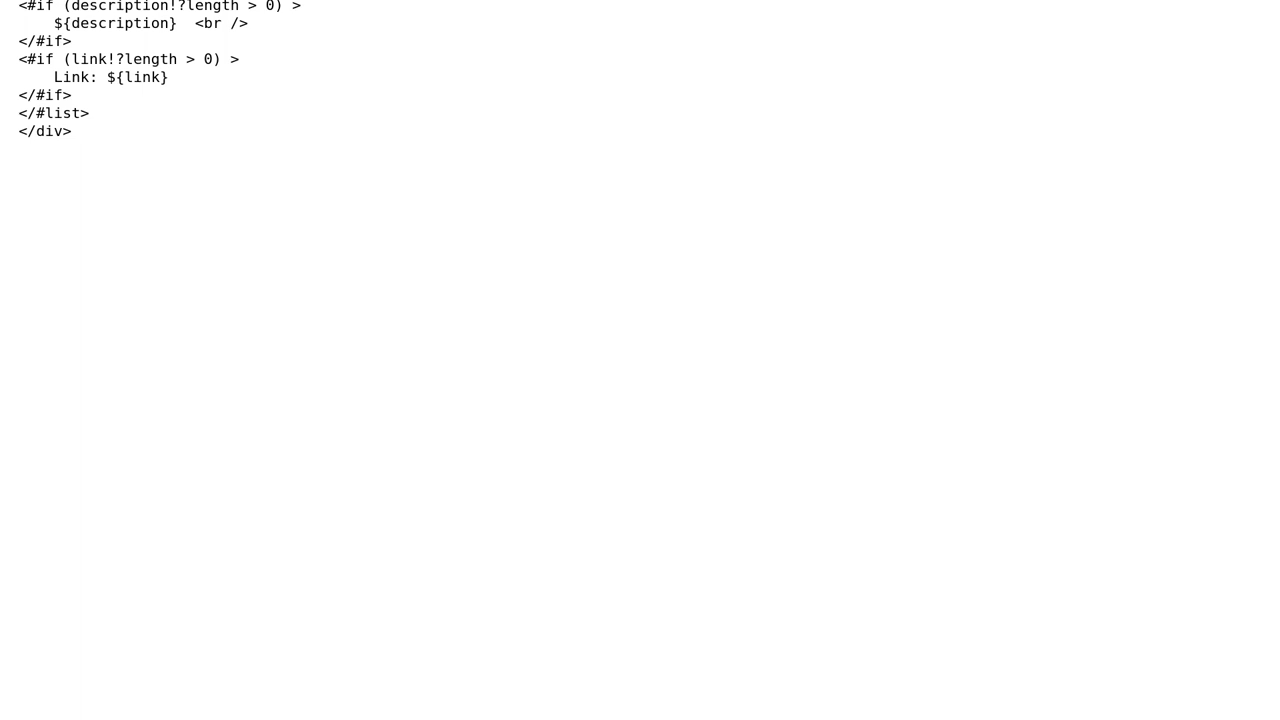 <#if (description!?length > 0) >
    ${description}  <br />
</#if>
<#if (link!?length > 0) >
    Link: ${link}
</#if>
</#list>
</div>